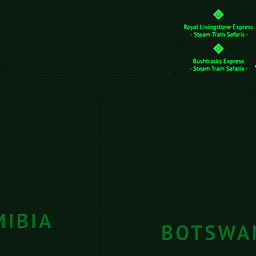 Royal Livingstone Express
- Steam Train Safaris -
Bushtracks Express
- Steam Train Safaris -
MIBIA
BOTSWAN